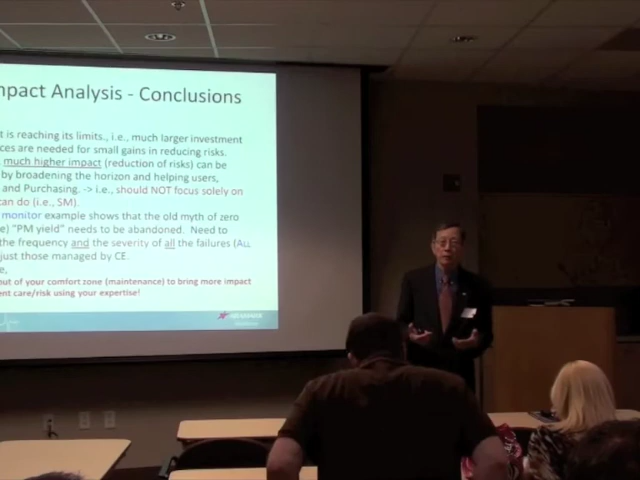 mpact Analysis - Conclusions
t is reaching its limits., i.e., much larger investment
ces are needed for small gains in reducing risks.
much higher impact (reduction of risks) can be
by broadening the horizon and helping users,
and Purchasing. -> i.e., should NOT focus solely on
can do (i.e., SM).
monitor example shows that the old myth of zero
e) "PM yield" needs to be abandoned. Need to
the frequency and the severity of all the failures (ALL
just those managed by CE.
e,
out of your comfort zone (maintenance) to bring more impact
ent care/risk using your expertise!